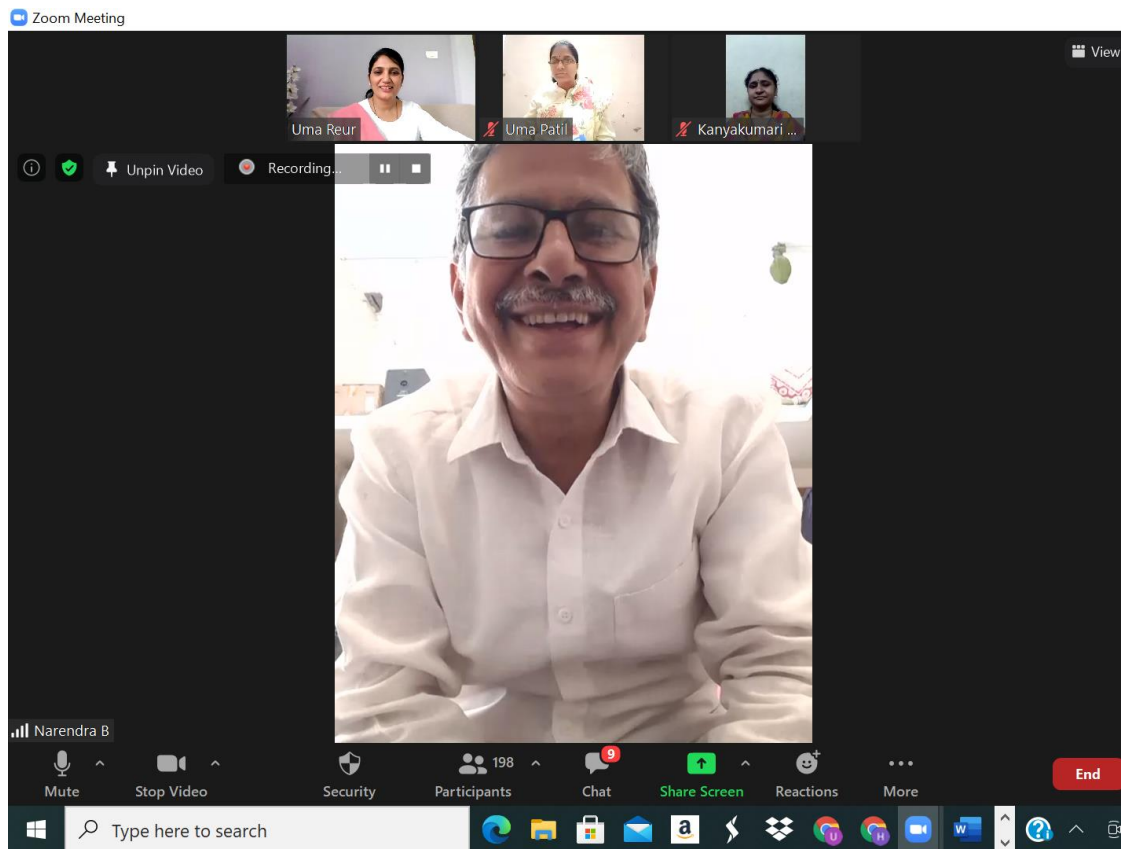 Zoom Meeting
View
Uma Reur
Uma Patil
Kanyakumari ...
Unpin Video
Recording...
Narendra B
Mute
Stop Video
Security
198
Participants
9
Chat
Share Screen
Reactions
More
End
Type here to search
a
U
H
W
?